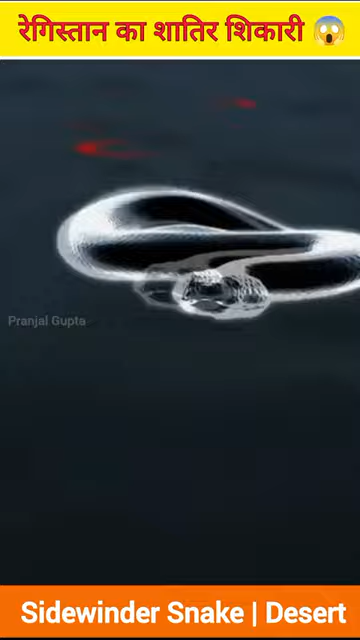 रेगिस्तान का शातिर शिकारी 😱
Pranjal Gupta
Sidewinder Snake | Desert